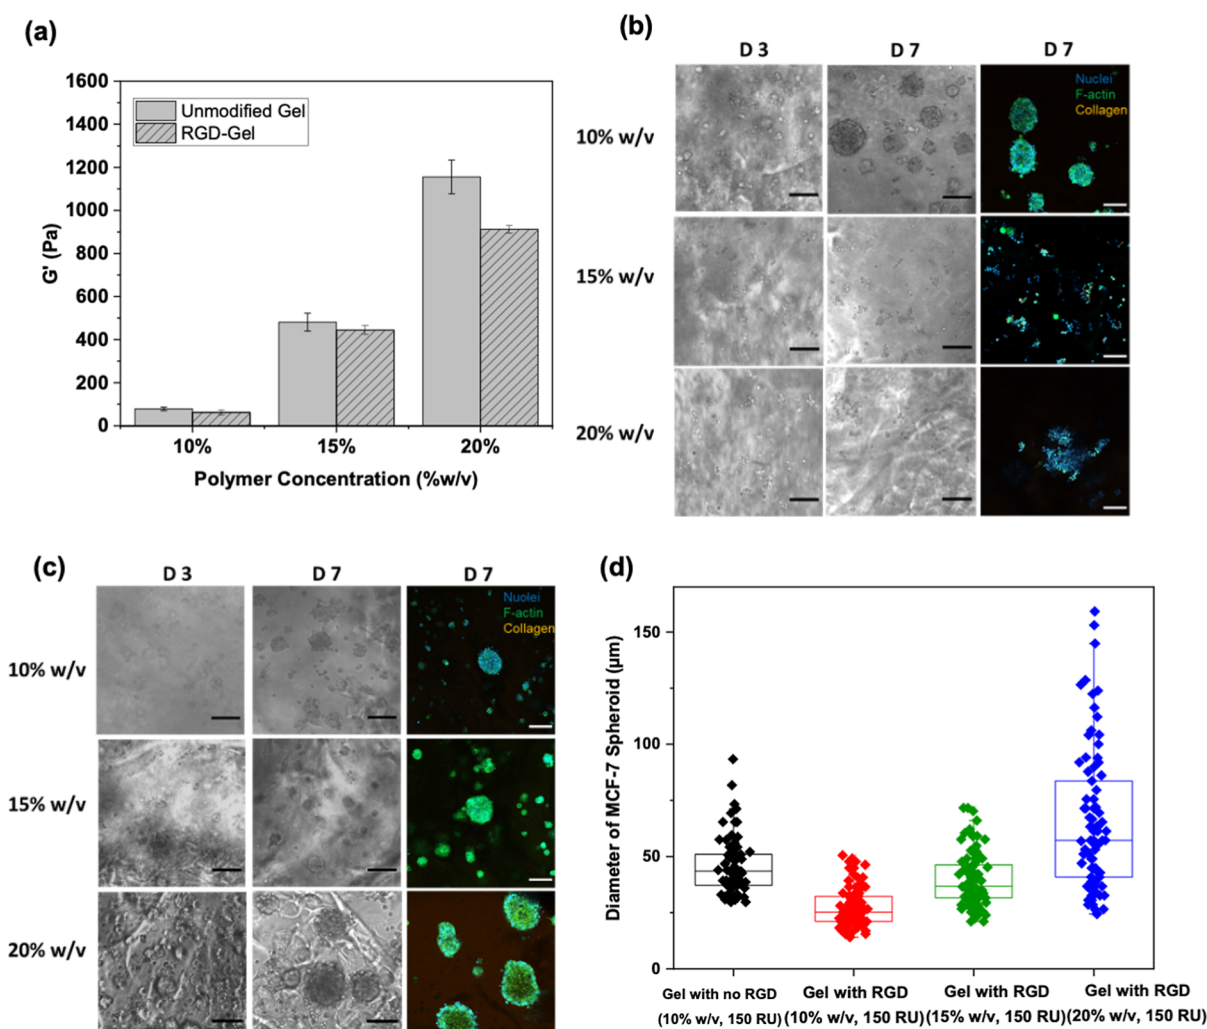 (a)
G' (Pa)
1600
1400
1200
1000
800
600
400
200
0
Unmodified Gel
RGD-Gel
10%
15%
20%
Polymer Concentration (%w/v)
(b)
D 3
D 7
D 7
Nuclei
F-actin
Collagen
10% w/v
15% w/v
20% w/v
(c)
D 3
D 7
D 7
Nuolei
F-actin
Collagen
10% w/v
15% w/v
20% w/v
(d)
Diameter of MCF-7 Spheroid (µm)
150
100
50
0
Gel with no RGD
(10% w/v, 150 RU)
Gel with RGD
(10% w/v, 150 RU)
Gel with RGD
(15% w/v, 150 RU)
Gel with RGD
(20% w/v, 150 RU)